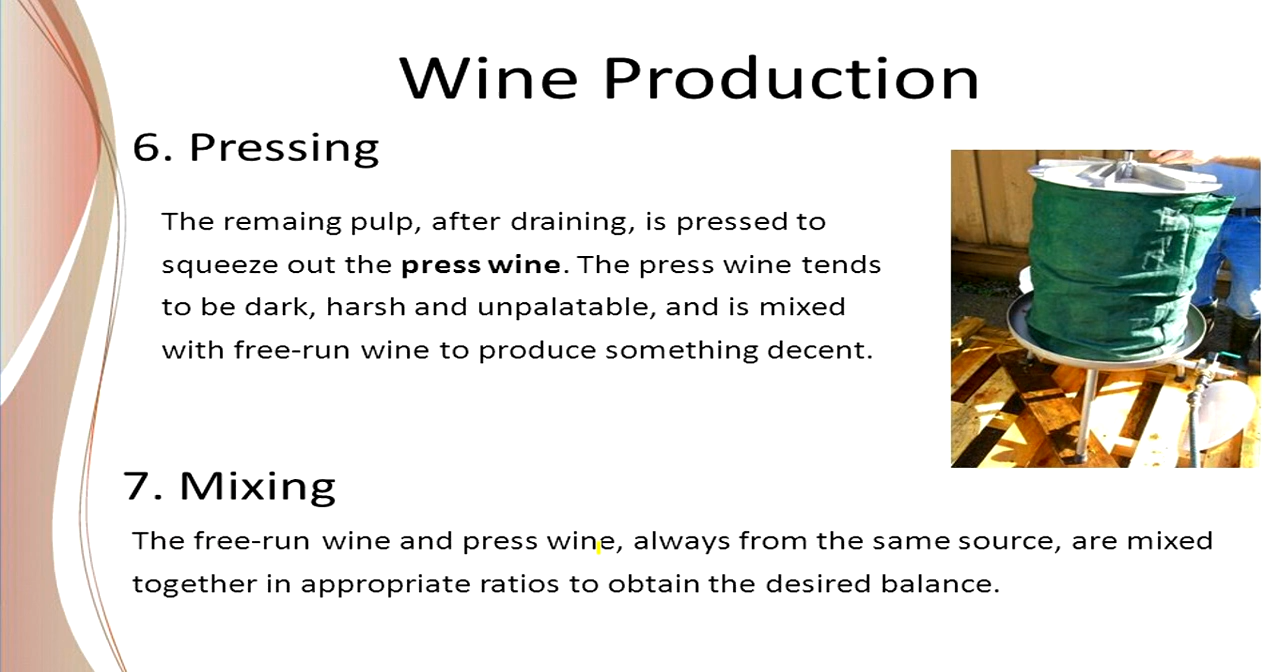 Wine Production
6. Pressing
The remaing pulp, after draining, is pressed to
squeeze out the press wine. The press wine tends
to be dark, harsh and unpalatable, and is mixed
with free-run wine to produce something decent.
7. Mixing
The free-run wine and press wine, always from the same source, are mixed
together in appropriate ratios to obtain the desired balance.